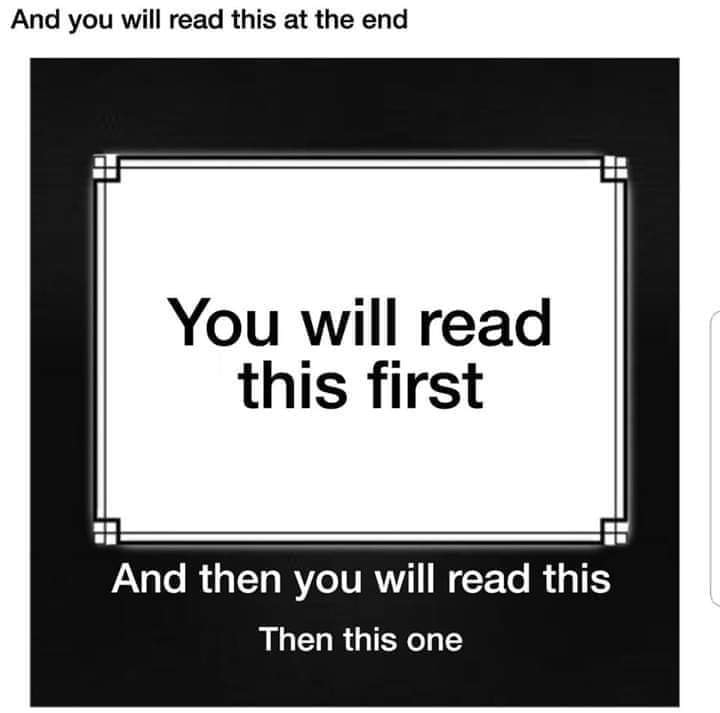 And you will read this at the end
You will read
this first
And then you will read this
Then this one